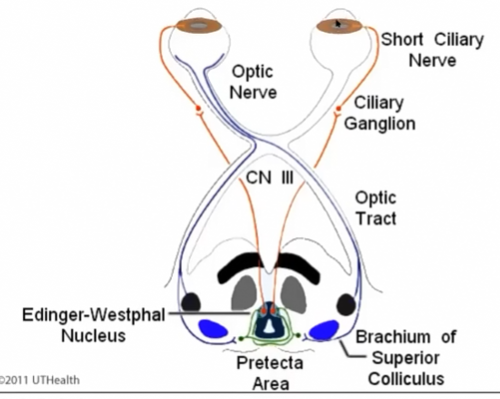 Short Ciliary
Nerve
Optic
Nerve
Ciliary
Ganglion
CN III
Optic
Tract
Edinger-Westphal
Nucleus
Brachium of
Superior
Colliculus
Pretecta
Area
©2011 UTHealth